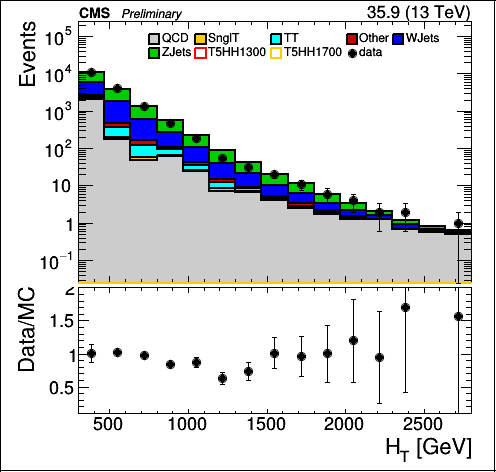 CMS Preliminary 35.9 (13 TeV)
QCD SnglT TT Other WJets
ZJets T5HH1300 T5HH1700 data
Events
10^5
10^4
10^3
10^2
10
1
10^−1
Data/MC
2
1.5
1
0.5
500 1000 1500 2000 2500
H_T [GeV]